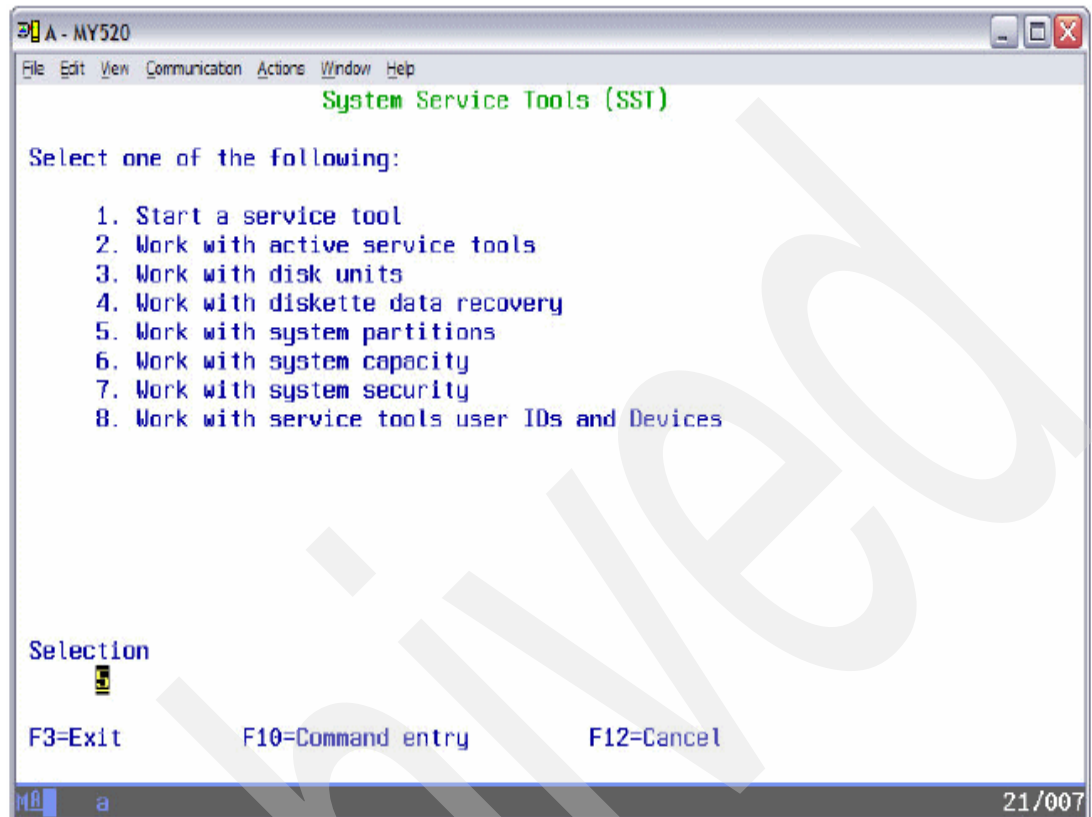 A - MY520
File Edit View Communication Actions Window Help
System Service Tools (SST)
Select one of the following:
1. Start a service tool
2. Work with active service tools
3. Work with disk units
4. Work with diskette data recovery
5. Work with system partitions
6. Work with system capacity
7. Work with system security
8. Work with service tools user IDs and Devices
Selection
5
F3=Exit F10=Command entry F12=Cancel
MA a 21/007
hived